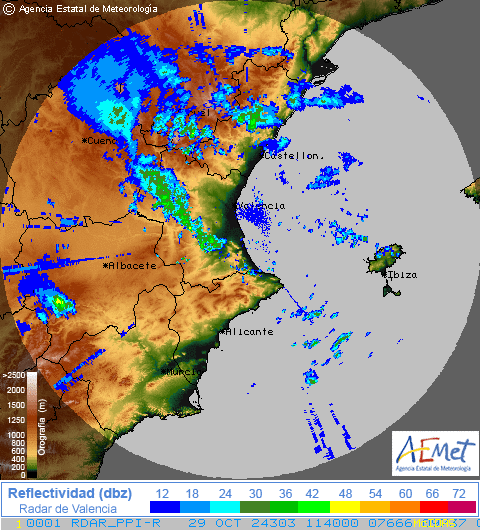 © Agencia Estatal de Meteorología
*Cuenca
Castellon
Valencia
*Albacete
*Ibiza
Alicante
*Murcia
>2500
2000
1500
1250
1000
800
600
400
200
0
Orografía (m)
AEMet
Agencia Estatal de Meteorología
Reflectividad (dbz) 12 18 24 30 36 42 48 54 60 66 72
Radar de Valencia
1 0001 RDAR_PPI-R 29 OCT 24303 114000 07660